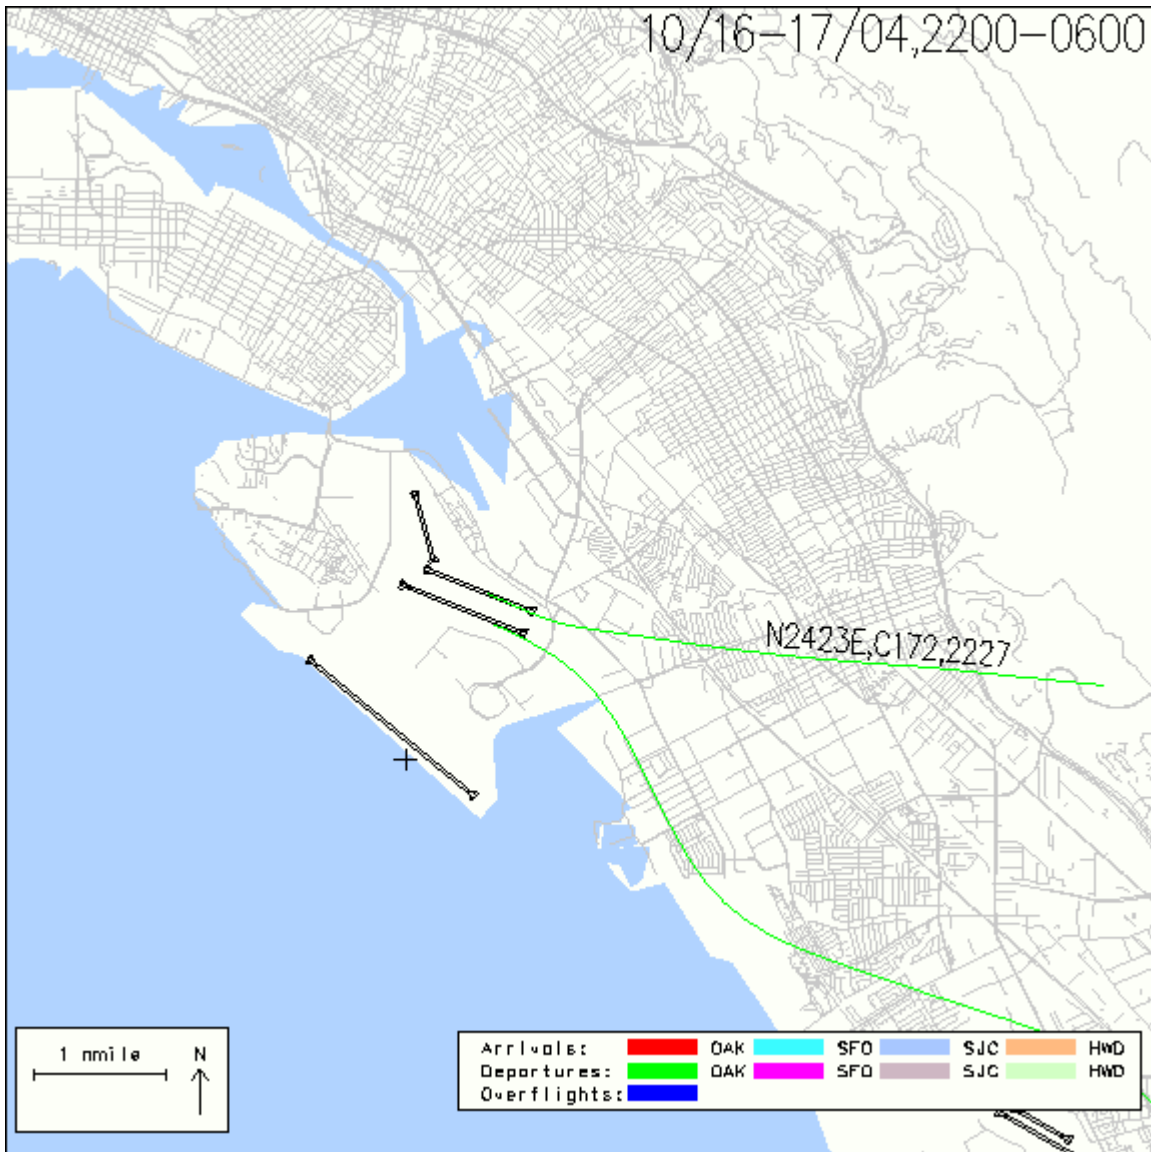 10/16-17/04,2200-0600
N2423E,C172,2227
1 nmile N
Arrivals: OAK SFO SJC HWD
Departures: OAK SFO SJC HWD
Overflights: